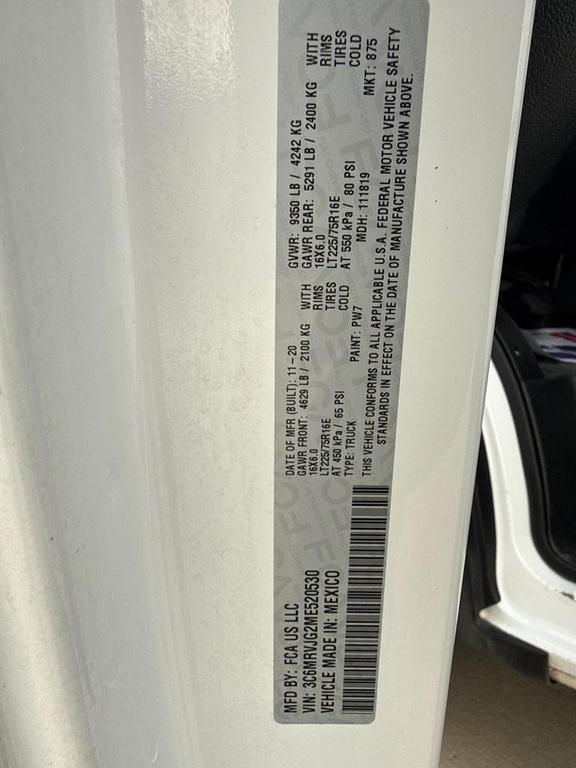 MFD BY: FCA US LLC
VIN: 3C6MRVJG2ME520530
VEHICLE MADE IN: MEXICO
DATE OF MFR (BUILT): 11-20
GAWR FRONT: 4629 LB / 2100 KG WITH
16X6.0 RIMS
LT225/75R16E TIRES
AT 450 kPa / 65 PSI COLD
TYPE: TRUCK PAINT: PW7
GVWR: 9350 LB / 4242 KG
GAWR REAR: 5291 LB / 2400 KG WITH
16X6.0 RIMS
LT225/75R16E TIRES
AT 550 kPa / 80 PSI COLD
MDH: 111819 MKT: 875
THIS VEHICLE CONFORMS TO ALL APPLICABLE U.S.A. FEDERAL MOTOR VEHICLE SAFETY
STANDARDS IN EFFECT ON THE DATE OF MANUFACTURE SHOWN ABOVE.